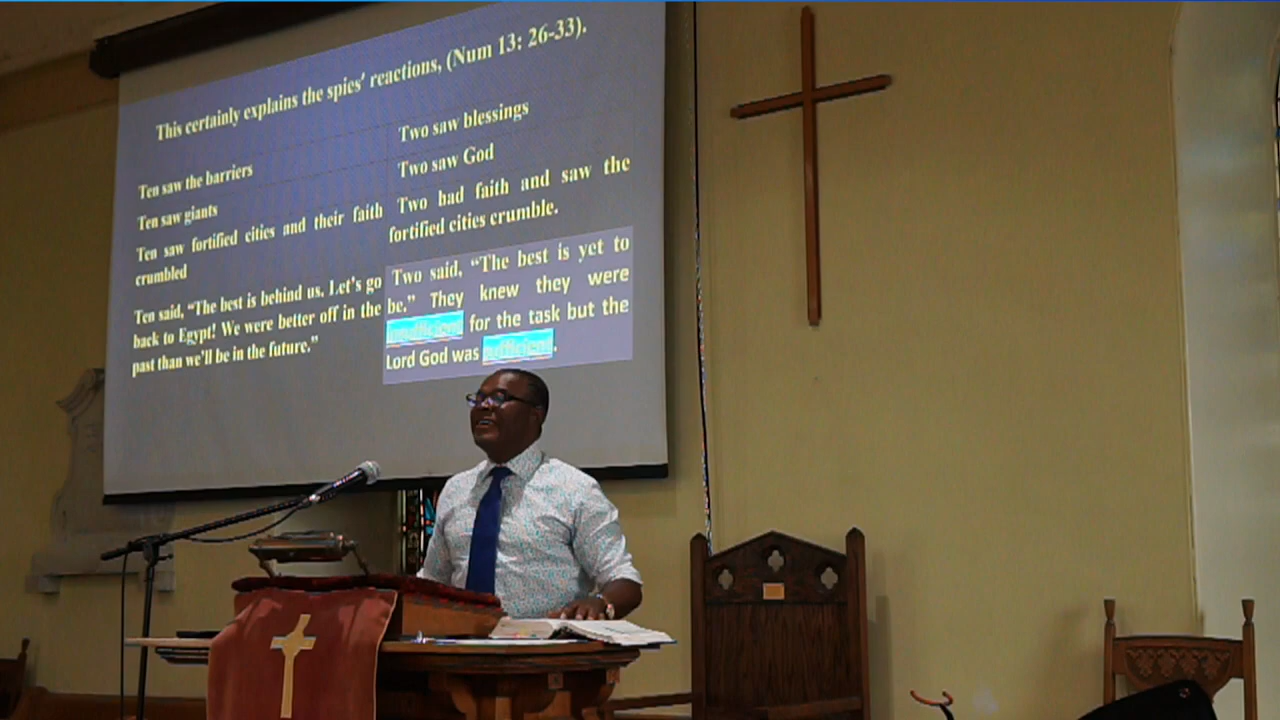 This certainly explains the spies' reactions, (Num 13: 26-33).
Ten saw the barriers
Two saw blessings
Ten saw giants
Two saw God
Ten saw fortified cities and their faith
crumbled
Two had faith and saw the
fortified cities crumble.
Ten said, “The best is behind us. Let's go
back to Egypt! We were better off in the
past than we'll be in the future.”
Two said, “The best is yet to
be.” They knew they were
insufficient for the task but the
Lord God was sufficient.